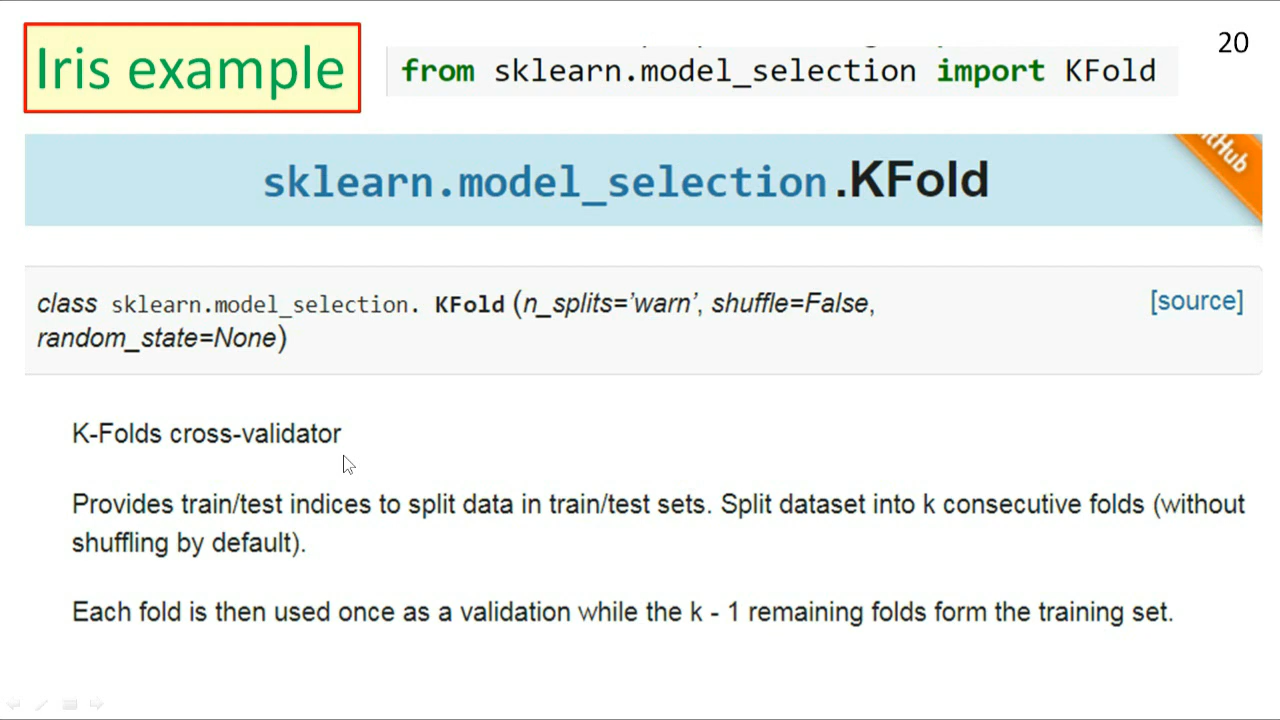 Iris example
from sklearn.model_selection import KFold
20
sklearn.model_selection.KFold
class sklearn.model_selection. KFold (n_splits='warn', shuffle=False,
random_state=None)
[source]
K-Folds cross-validator
Provides train/test indices to split data in train/test sets. Split dataset into k consecutive folds (without
shuffling by default).
Each fold is then used once as a validation while the k - 1 remaining folds form the training set.